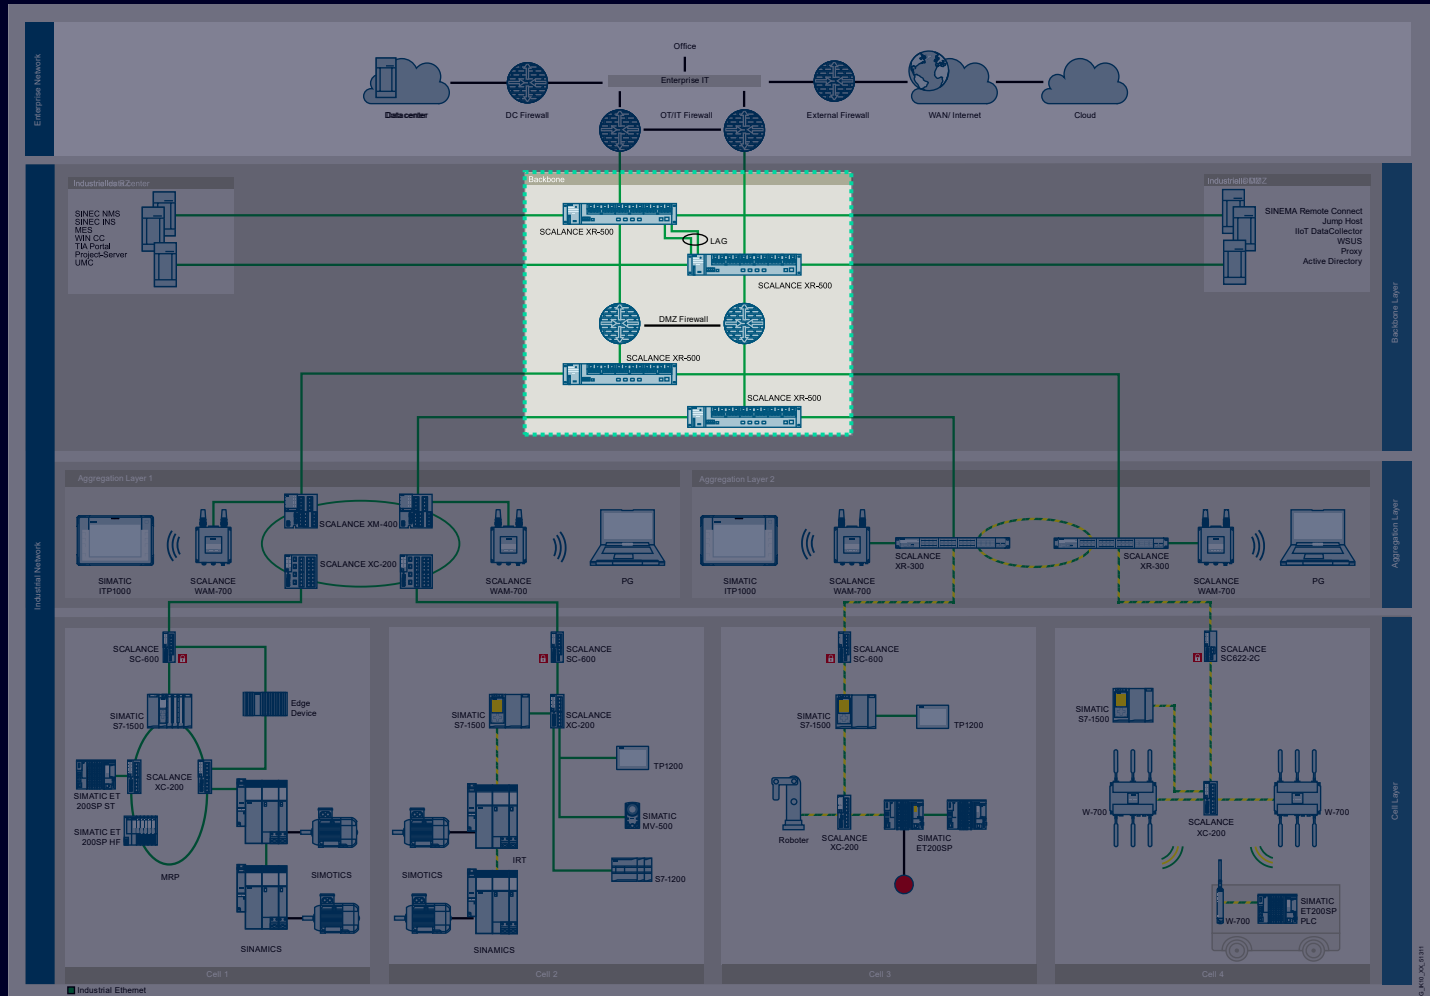 Enterprise Network
Office
Enterprise IT
Datacenter
DC Firewall
OT/IT Firewall
External Firewall
WAN/ Internet
Cloud
Industrial Network
Backbone Layer
SINEC NMS
SINEC INS
MES
WIN CC
TIA Portal
Project-Server
UMC
Backbone
SCALANCE XR-500
LAG
SCALANCE XR-500
DMZ Firewall
SCALANCE XR-500
SCALANCE XR-500
SINEMA Remote Connect
Jump Host
IIoT DataCollector
WSUS
Proxy
Active Directory
Aggregation Layer
Aggregation Layer 1
SCALANCE XM-400
SCALANCE XC-200
SIMATIC
ITP1000
SCALANCE
WAM-700
SCALANCE
WAM-700
PG
Aggregation Layer 2
SIMATIC
ITP1000
SCALANCE
WAM-700
SCALANCE
XR-300
SCALANCE
XR-300
SCALANCE
WAM-700
PG
Cell Layer
SCALANCE
SC-600
SIMATIC
S7-1500
Edge
Device
SCALANCE
XC-200
SIMATIC ET
200SP ST
SIMATIC ET
200SP HF
MRP
SIMOTICS
SINAMICS
Cell 1
SCALANCE
SC-600
SIMATIC
S7-1500
SCALANCE
XC-200
TP1200
SIMATIC
MV-500
IRT
S7-1200
SIMOTICS
SINAMICS
Cell 2
SCALANCE
SC-600
SIMATIC
S7-1500
TP1200
Roboter
SCALANCE
XC-200
SIMATIC
ET200SP
Cell 3
SCALANCE
SC622-2C
SIMATIC
S7-1500
W-700
SCALANCE
XC-200
W-700
W-700
SIMATIC
ET200SP
PLC
Cell 4
Industrial Ethernet